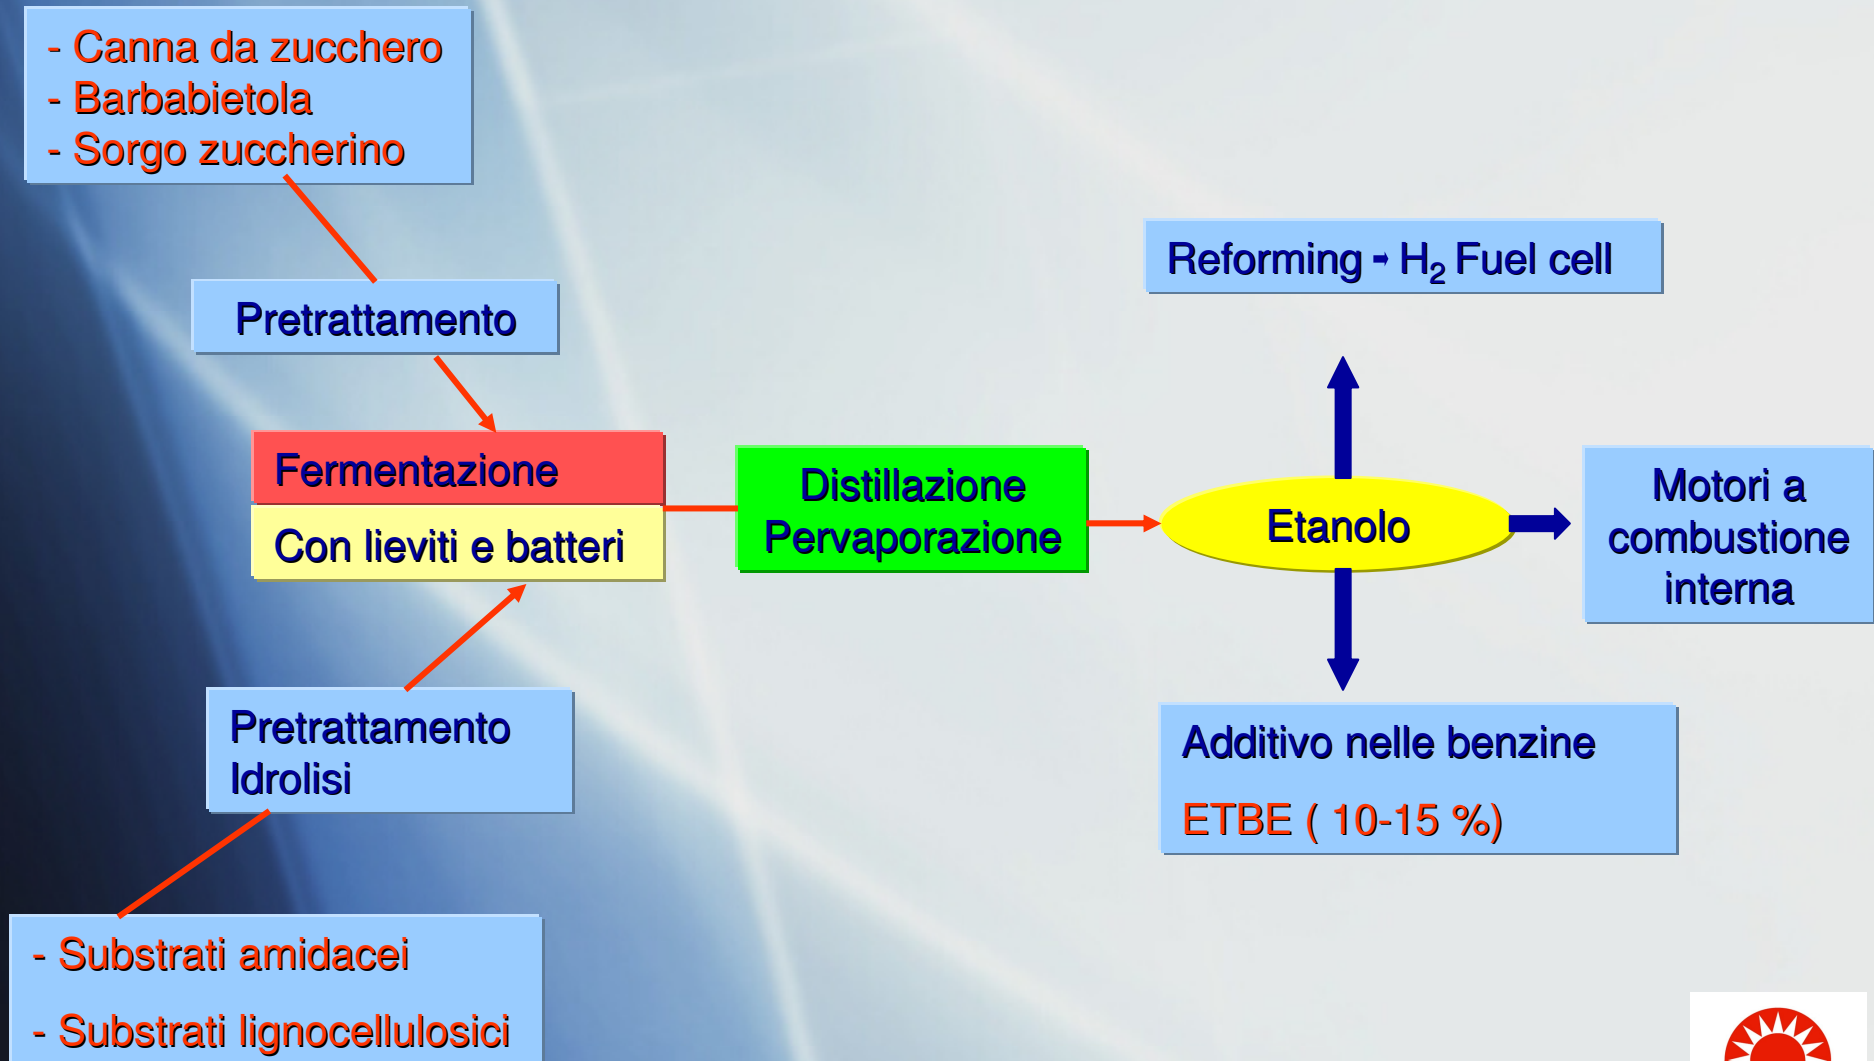 - Canna da zucchero
- Barbabietola
- Sorgo zuccherino
Reforming ➡ H₂ Fuel cell
Pretrattamento
Fermentazione
Con lieviti e batteri
Distillazione
Pervaporazione
Etanolo
Motori a
combustione
interna
Pretrattamento
Idrolisi
Additivo nelle benzine
ETBE ( 10-15 %)
- Substrati amidacei
- Substrati lignocellulosici